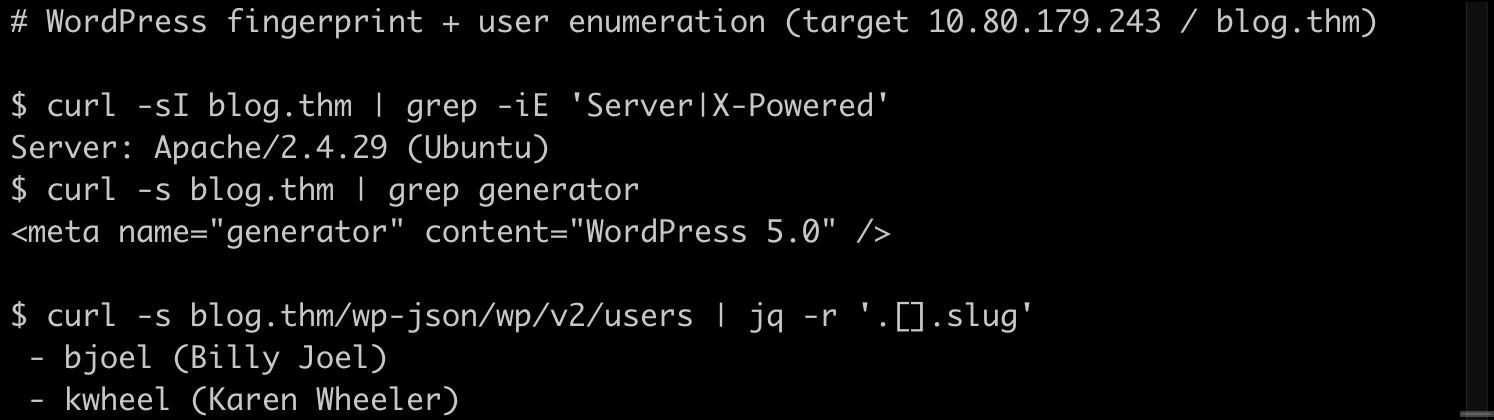 # WordPress fingerprint + user enumeration (target 10.80.179.243 / blog.thm)
$ curl -sI blog.thm | grep -iE 'Server|X-Powered'
Server: Apache/2.4.29 (Ubuntu)
$ curl -s blog.thm | grep generator
<meta name="generator" content="WordPress 5.0" />
$ curl -s blog.thm/wp-json/wp/v2/users | jq -r '.[].slug'
 - bjoel (Billy Joel)
 - kwheel (Karen Wheeler)